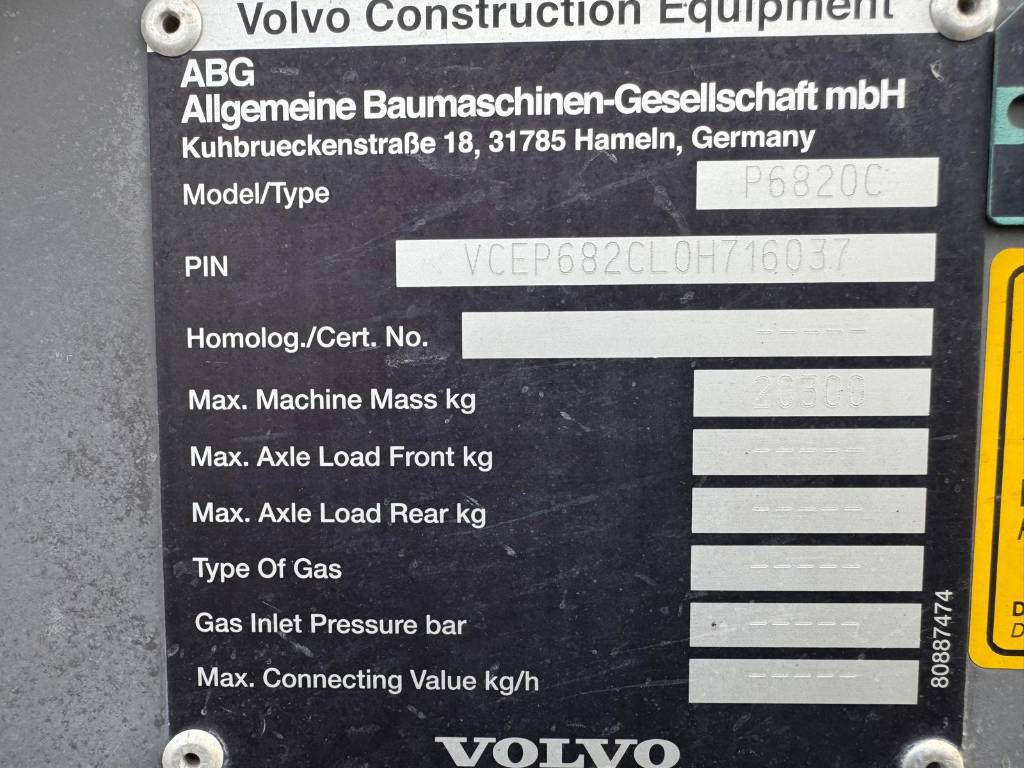 Volvo Construction Equipment
ABG
Allgemeine Baumaschinen-Gesellschaft mbH
Kuhbrueckenstraße 18, 31785 Hameln, Germany
Model/Type P6820C
PIN VCEP682CL0H716037
Homolog./Cert. No. -----
Max. Machine Mass kg 20300
Max. Axle Load Front kg -----
Max. Axle Load Rear kg -----
Type Of Gas -----
Gas Inlet Pressure bar -----
Max. Connecting Value kg/h -----
80887474
VOLVO